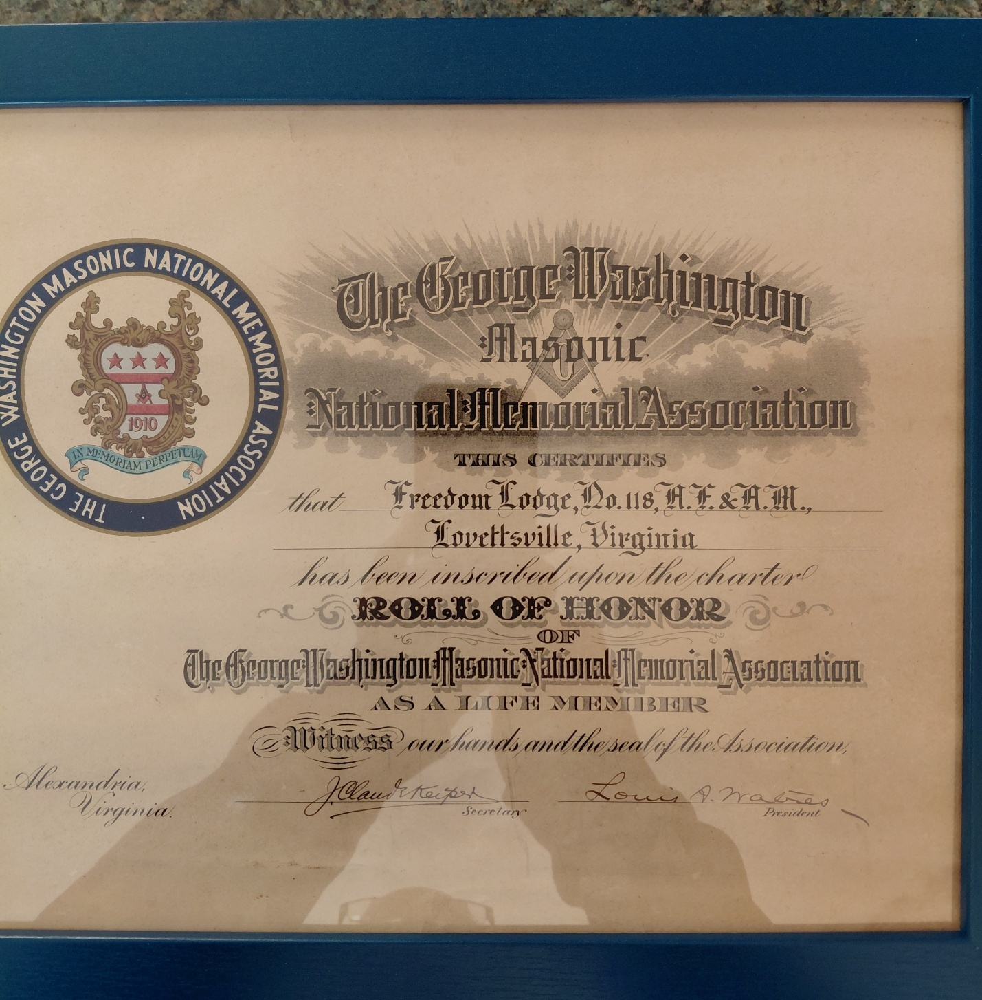 THE GEORGE WASHINGTON MASONIC NATIONAL MEMORIAL ASSOCIATION
1910
IN MEMORIAM PERPETUAM
The George Washington
Masonic
G
National Memorial Association
THIS CERTIFIES
that Freedom Lodge, No. 118, A.F. & A.M.,
Lovettsville, Virginia
has been inscribed upon the charter
ROLL OF HONOR
OF
The George Washington Masonic National Memorial Association
AS A LIFE MEMBER
Witness our hands and the seal of the Association,
Alexandria,
Virginia.
J. Claude Keiper
Secretary
Louis A. Watres
President